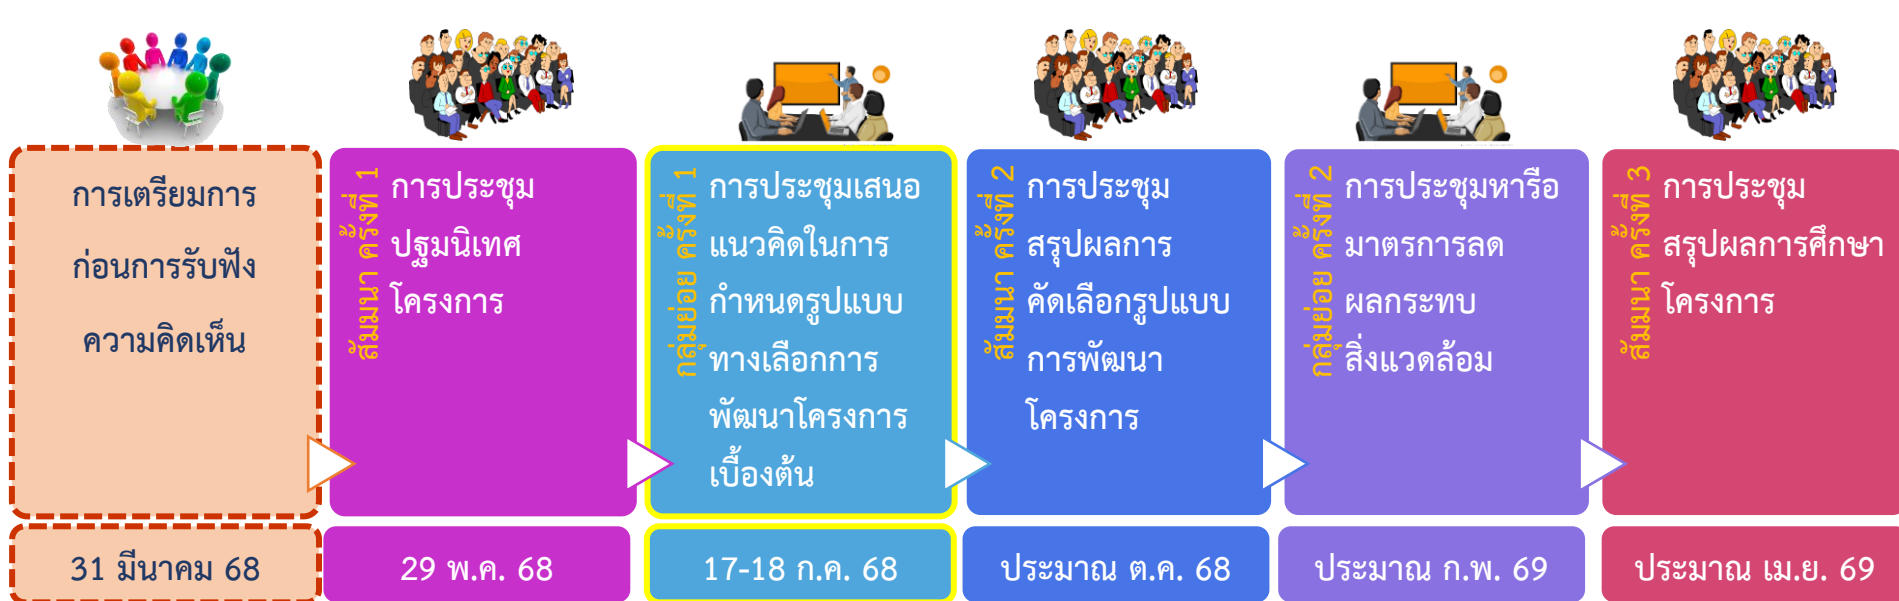 การเตรียมการ
ก่อนการรับฟัง
ความคิดเห็น
31 มีนาคม 68
สัมมนา ครั้งที่ 1
การประชุม
ปฐมนิเทศ
โครงการ
29 พ.ค. 68
กลุ่มย่อย ครั้งที่ 1
การประชุมเสนอ
แนวคิดในการ
กำหนดรูปแบบ
ทางเลือกการ
พัฒนาโครงการ
เบื้องต้น
17-18 ก.ค. 68
สัมมนา ครั้งที่ 2
การประชุม
สรุปผลการ
คัดเลือกรูปแบบ
การพัฒนา
โครงการ
ประมาณ ต.ค. 68
กลุ่มย่อย ครั้งที่ 2
การประชุมหารือ
มาตรการลด
ผลกระทบ
สิ่งแวดล้อม
ประมาณ ก.พ. 69
สัมมนา ครั้งที่ 3
การประชุม
สรุปผลการศึกษา
โครงการ
ประมาณ เม.ย. 69